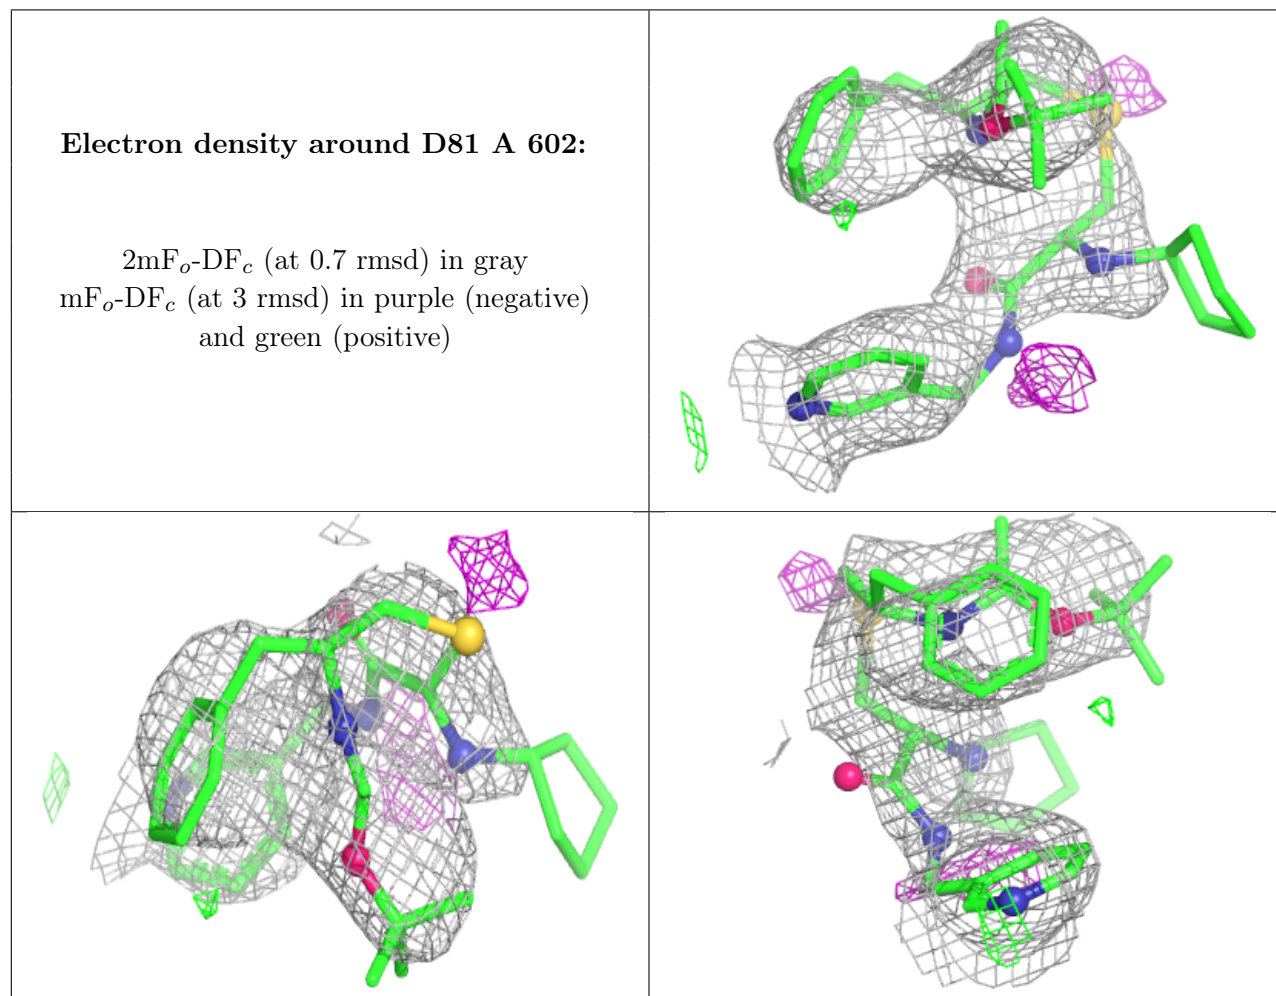 Electron density around D81 A 602:
2mFo-DFc (at 0.7 rmsd) in gray
mFo-DFc (at 3 rmsd) in purple (negative)
and green (positive)